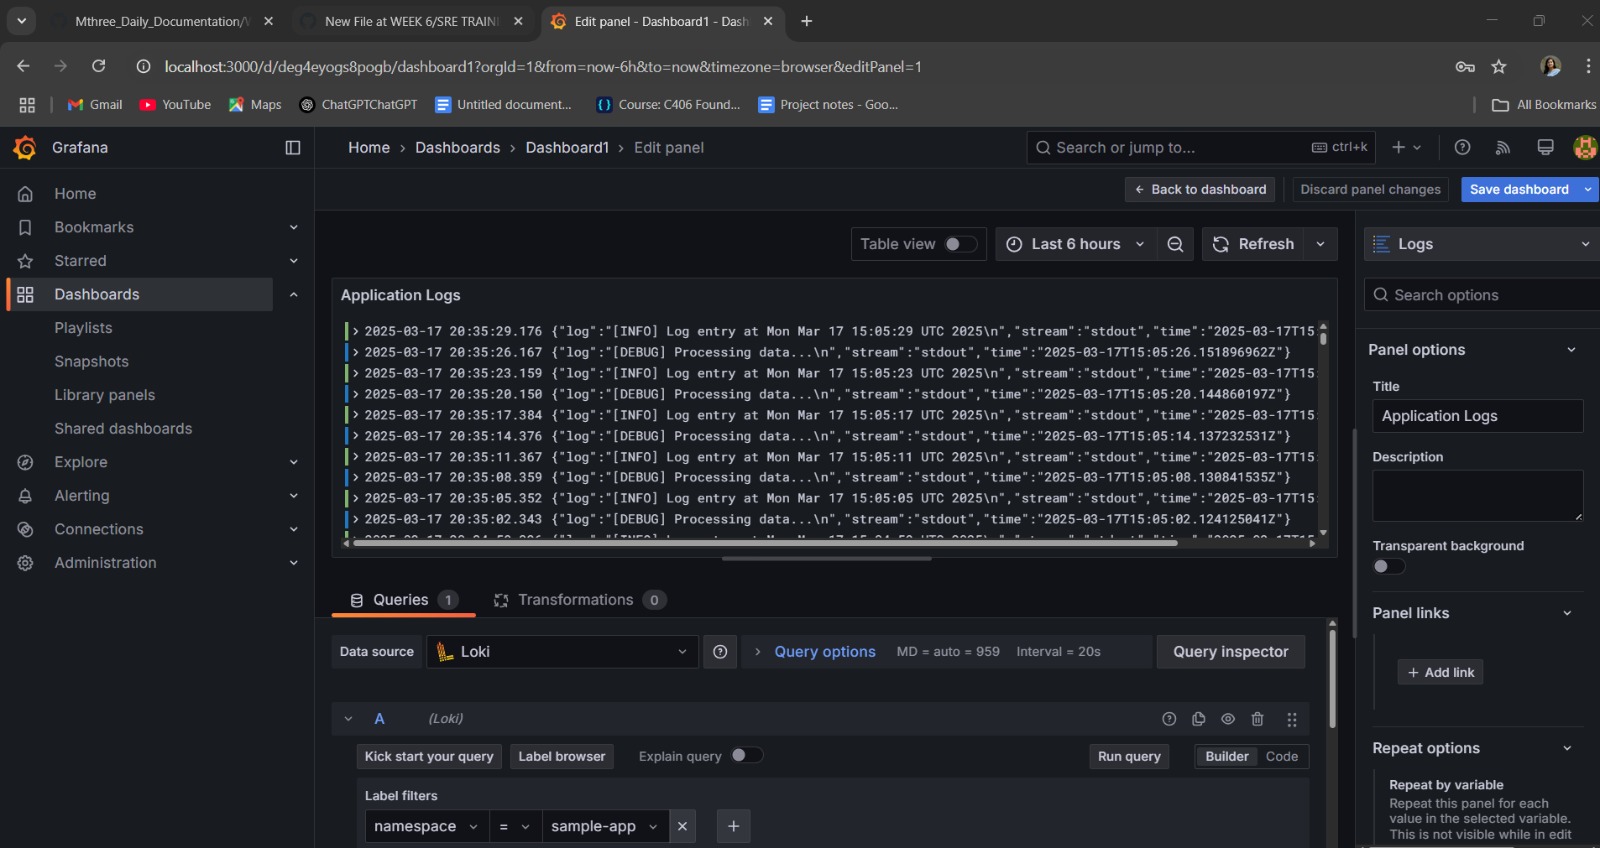 Mthree_Daily_Documentation/
New File at WEEK 6/SRE TRAINI
Edit panel - Dashboard1 - Dash
localhost:3000/d/deg4eyogs8pogb/dashboard1?orgId=1&from=now-6h&to=now&timezone=browser&editPanel=1
Gmail
YouTube
Maps
ChatGPTChatGPT
Untitled document...
Course: C406 Found...
Project notes - Goo...
All Bookmarks
Grafana
Home › Dashboards › Dashboard1 › Edit panel
Search or jump to...
ctrl+k
Back to dashboard
Discard panel changes
Save dashboard
Home
Bookmarks
Starred
Dashboards
Playlists
Snapshots
Library panels
Shared dashboards
Explore
Alerting
Connections
Administration
Table view
Last 6 hours
Refresh
Application Logs
> 2025-03-17 20:35:29.176 {"log":"[INFO] Log entry at Mon Mar 17 15:05:29 UTC 2025\n","stream":"stdout","time":"2025-03-17T15
> 2025-03-17 20:35:26.167 {"log":"[DEBUG] Processing data...\n","stream":"stdout","time":"2025-03-17T15:05:26.151896962Z"}
> 2025-03-17 20:35:23.159 {"log":"[INFO] Log entry at Mon Mar 17 15:05:23 UTC 2025\n","stream":"stdout","time":"2025-03-17T15:
> 2025-03-17 20:35:20.150 {"log":"[DEBUG] Processing data...\n","stream":"stdout","time":"2025-03-17T15:05:20.144860197Z"}
> 2025-03-17 20:35:17.384 {"log":"[INFO] Log entry at Mon Mar 17 15:05:17 UTC 2025\n","stream":"stdout","time":"2025-03-17T15:
> 2025-03-17 20:35:14.376 {"log":"[DEBUG] Processing data...\n","stream":"stdout","time":"2025-03-17T15:05:14.137232531Z"}
> 2025-03-17 20:35:11.367 {"log":"[INFO] Log entry at Mon Mar 17 15:05:11 UTC 2025\n","stream":"stdout","time":"2025-03-17T15:
> 2025-03-17 20:35:08.359 {"log":"[DEBUG] Processing data...\n","stream":"stdout","time":"2025-03-17T15:05:08.130841535Z"}
> 2025-03-17 20:35:05.352 {"log":"[INFO] Log entry at Mon Mar 17 15:05:05 UTC 2025\n","stream":"stdout","time":"2025-03-17T15:
> 2025-03-17 20:35:02.343 {"log":"[DEBUG] Processing data...\n","stream":"stdout","time":"2025-03-17T15:05:02.124125041Z"}
Queries 1
Transformations 0
Data source
Loki
Query options
MD = auto = 959
Interval = 20s
Query inspector
A
(Loki)
Kick start your query
Label browser
Explain query
Run query
Builder
Code
Label filters
namespace
=
sample-app
Logs
Search options
Panel options
Title
Application Logs
Description
Transparent background
Panel links
+ Add link
Repeat options
Repeat by variable
Repeat this panel for each
value in the selected variable.
This is not visible while in edit